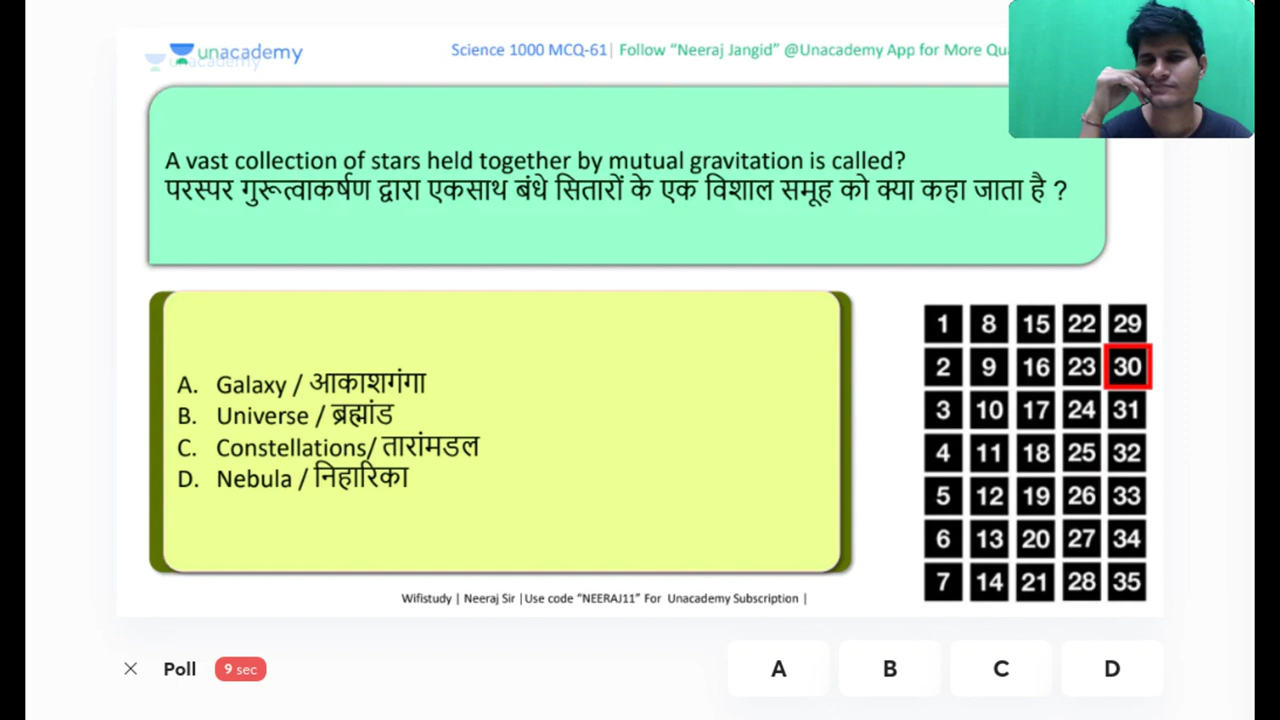 unacademy
unacademy
Science 1000 MCQ-61| Follow “Neeraj Jangid” @Unacademy App for More
A vast collection of stars held together by mutual gravitation is called?
परस्पर गुरूत्वाकर्षण द्वारा एकसाथ बंधे सितारों के एक विशाल समूह को क्या कहा जाता है ?
A. Galaxy / आकाशगंगा
B. Universe / ब्रह्मांड
C. Constellations/ तारांमडल
D. Nebula / निहारिका
1 8 15 22 29
2 9 16 23 30
3 10 17 24 31
4 11 18 25 32
5 12 19 26 33
6 13 20 27 34
7 14 21 28 35
Wifistudy | Neeraj Sir |Use code “NEERAJ11” For Unacademy Subscription |
Poll 9 sec A B C D